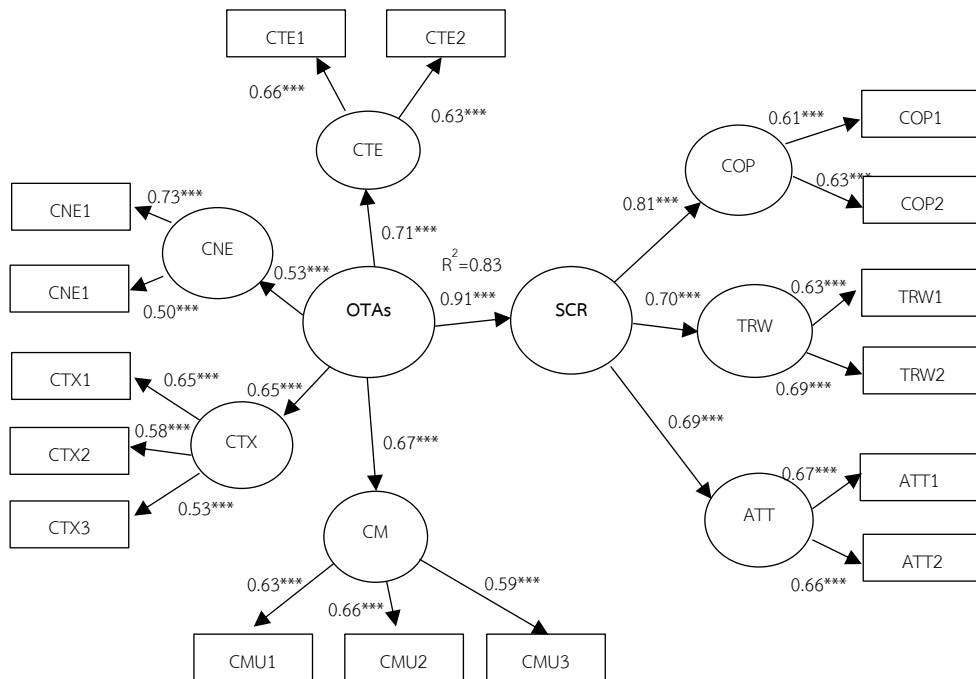 CTE1
CTE2
0.66***
0.63***
CTE
0.71***
CNE1
0.73***
CNE
CNE1
0.50***
0.53***
OTAs
R²=0.83
0.91***
SCR
CTX1
0.65***
CTX2
0.58***
CTX3
0.53***
CTX
0.65***
0.67***
CM
0.63***
0.66***
0.59***
CMU1
CMU2
CMU3
0.81***
COP
0.61***
COP1
0.63***
COP2
0.70***
TRW
0.63***
TRW1
0.69***
TRW2
0.69***
ATT
0.67***
ATT1
0.66***
ATT2